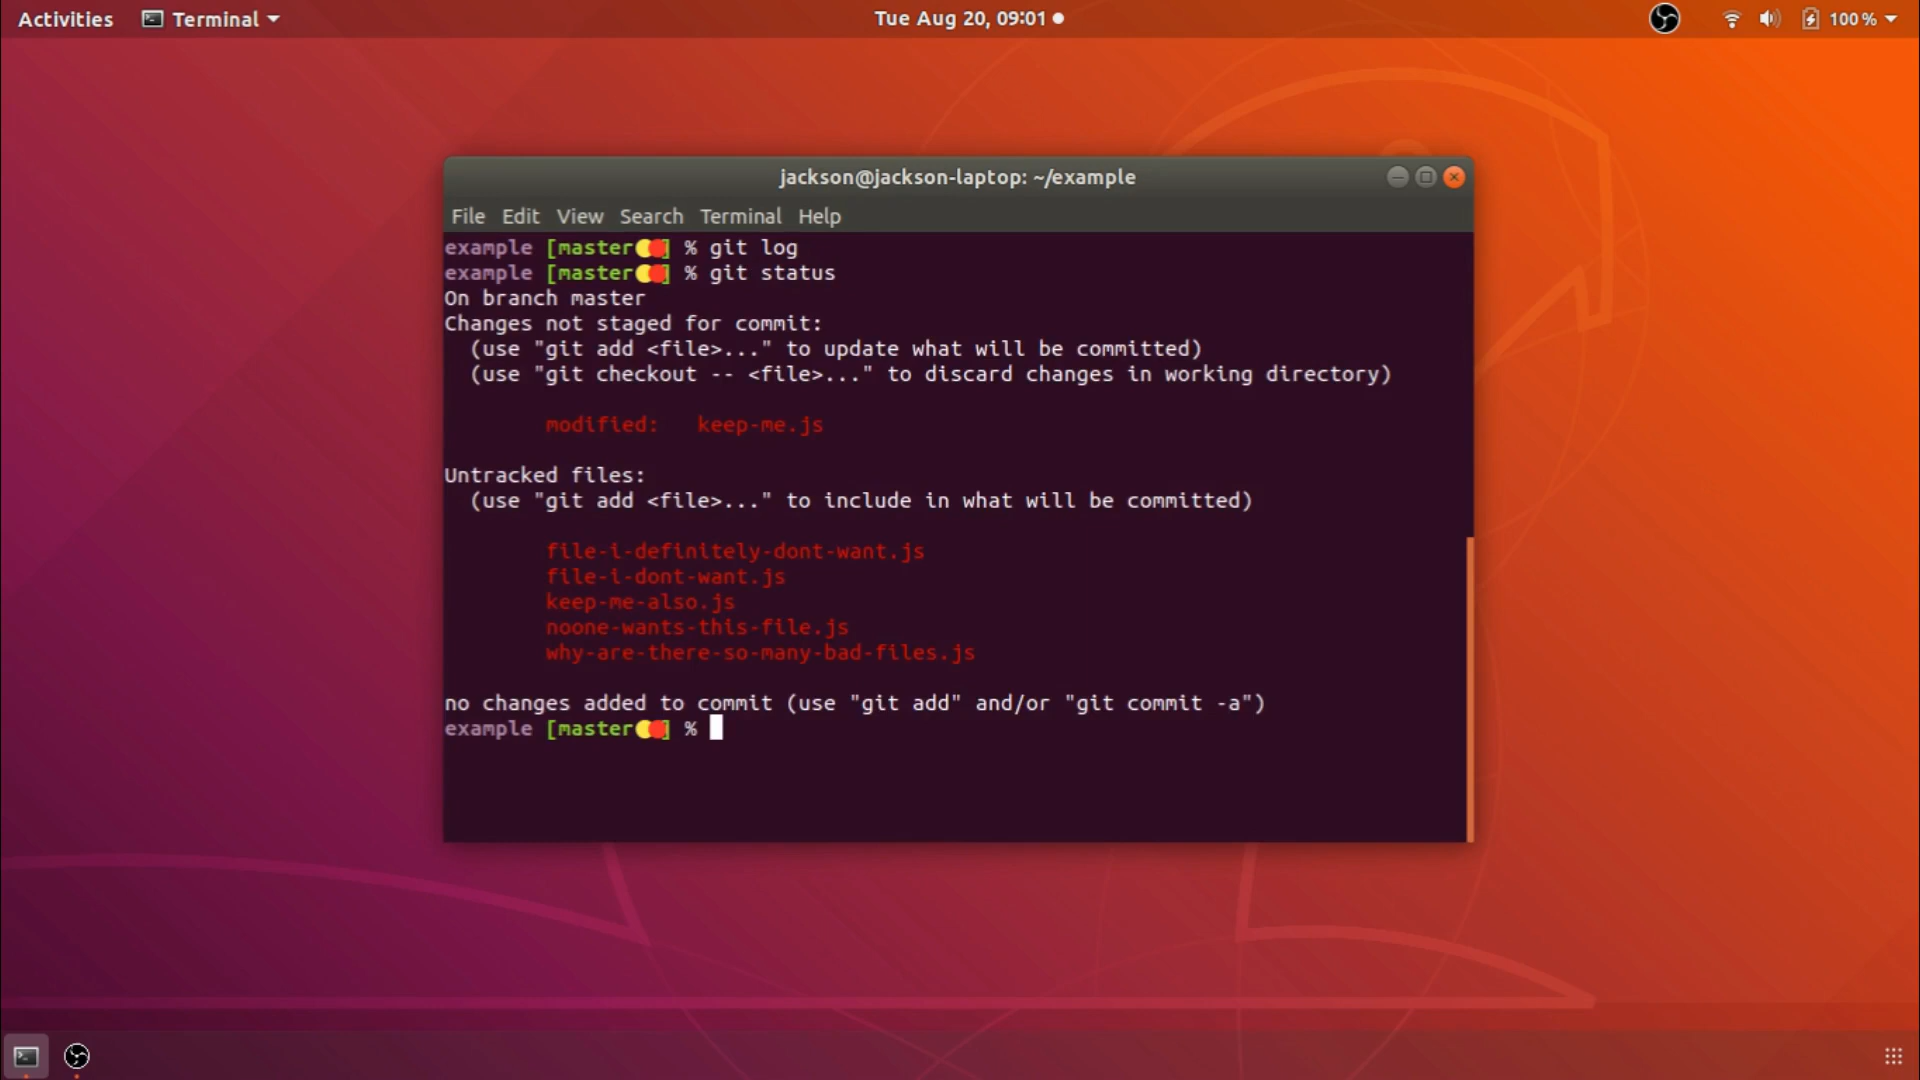 Activities Terminal Tue Aug 20, 09:01 100 %
jackson@jackson-laptop: ~/example
File Edit View Search Terminal Help
example [master] % git log
example [master] % git status
On branch master
Changes not staged for commit:
(use "git add <file>..." to update what will be committed)
(use "git checkout -- <file>..." to discard changes in working directory)
modified: keep-me.js
Untracked files:
(use "git add <file>..." to include in what will be committed)
file-i-definitely-dont-want.js
file-i-dont-want.js
keep-me-also.js
noone-wants-this-file.js
why-are-there-so-many-bad-files.js
no changes added to commit (use "git add" and/or "git commit -a")
example [master] %